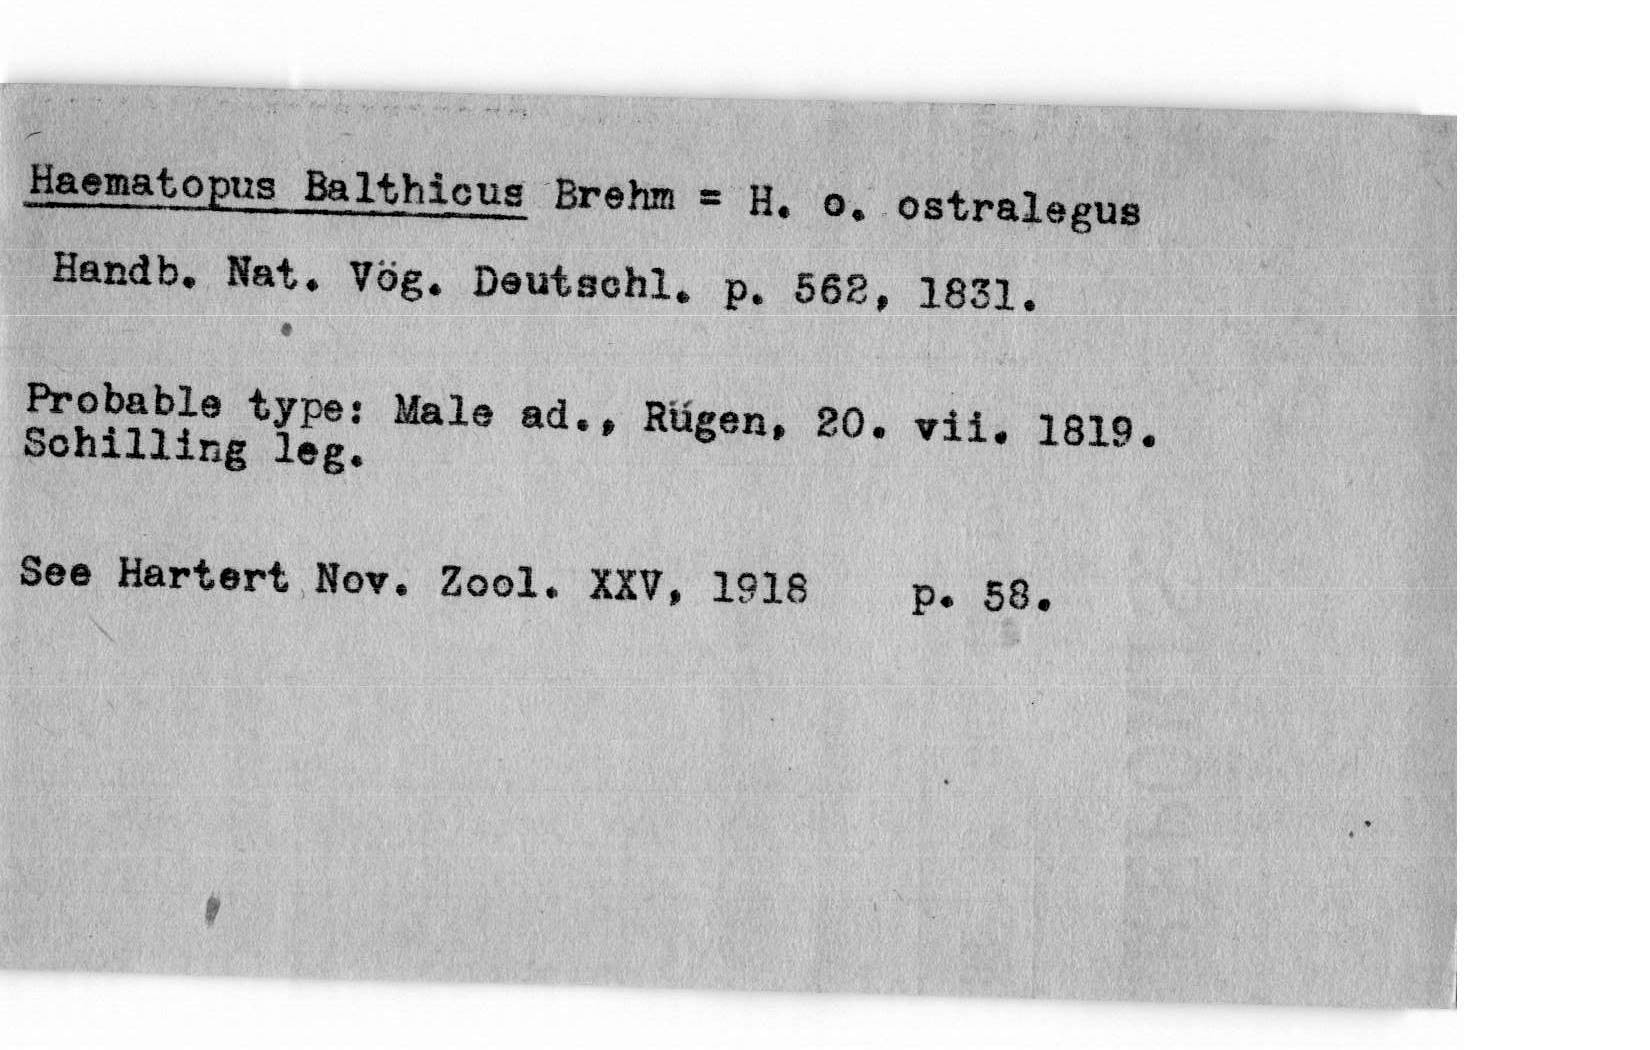 Haematopus Balthicus Brehm = H. o. ostralegus
Handb. Nat. Vög. Deutschl. p. 562, 1831.
Probable type: Male ad., Rügen, 20. vii. 1819.
Schilling leg.
See Hartert Nov. Zool. XXV, 1918 p. 58.